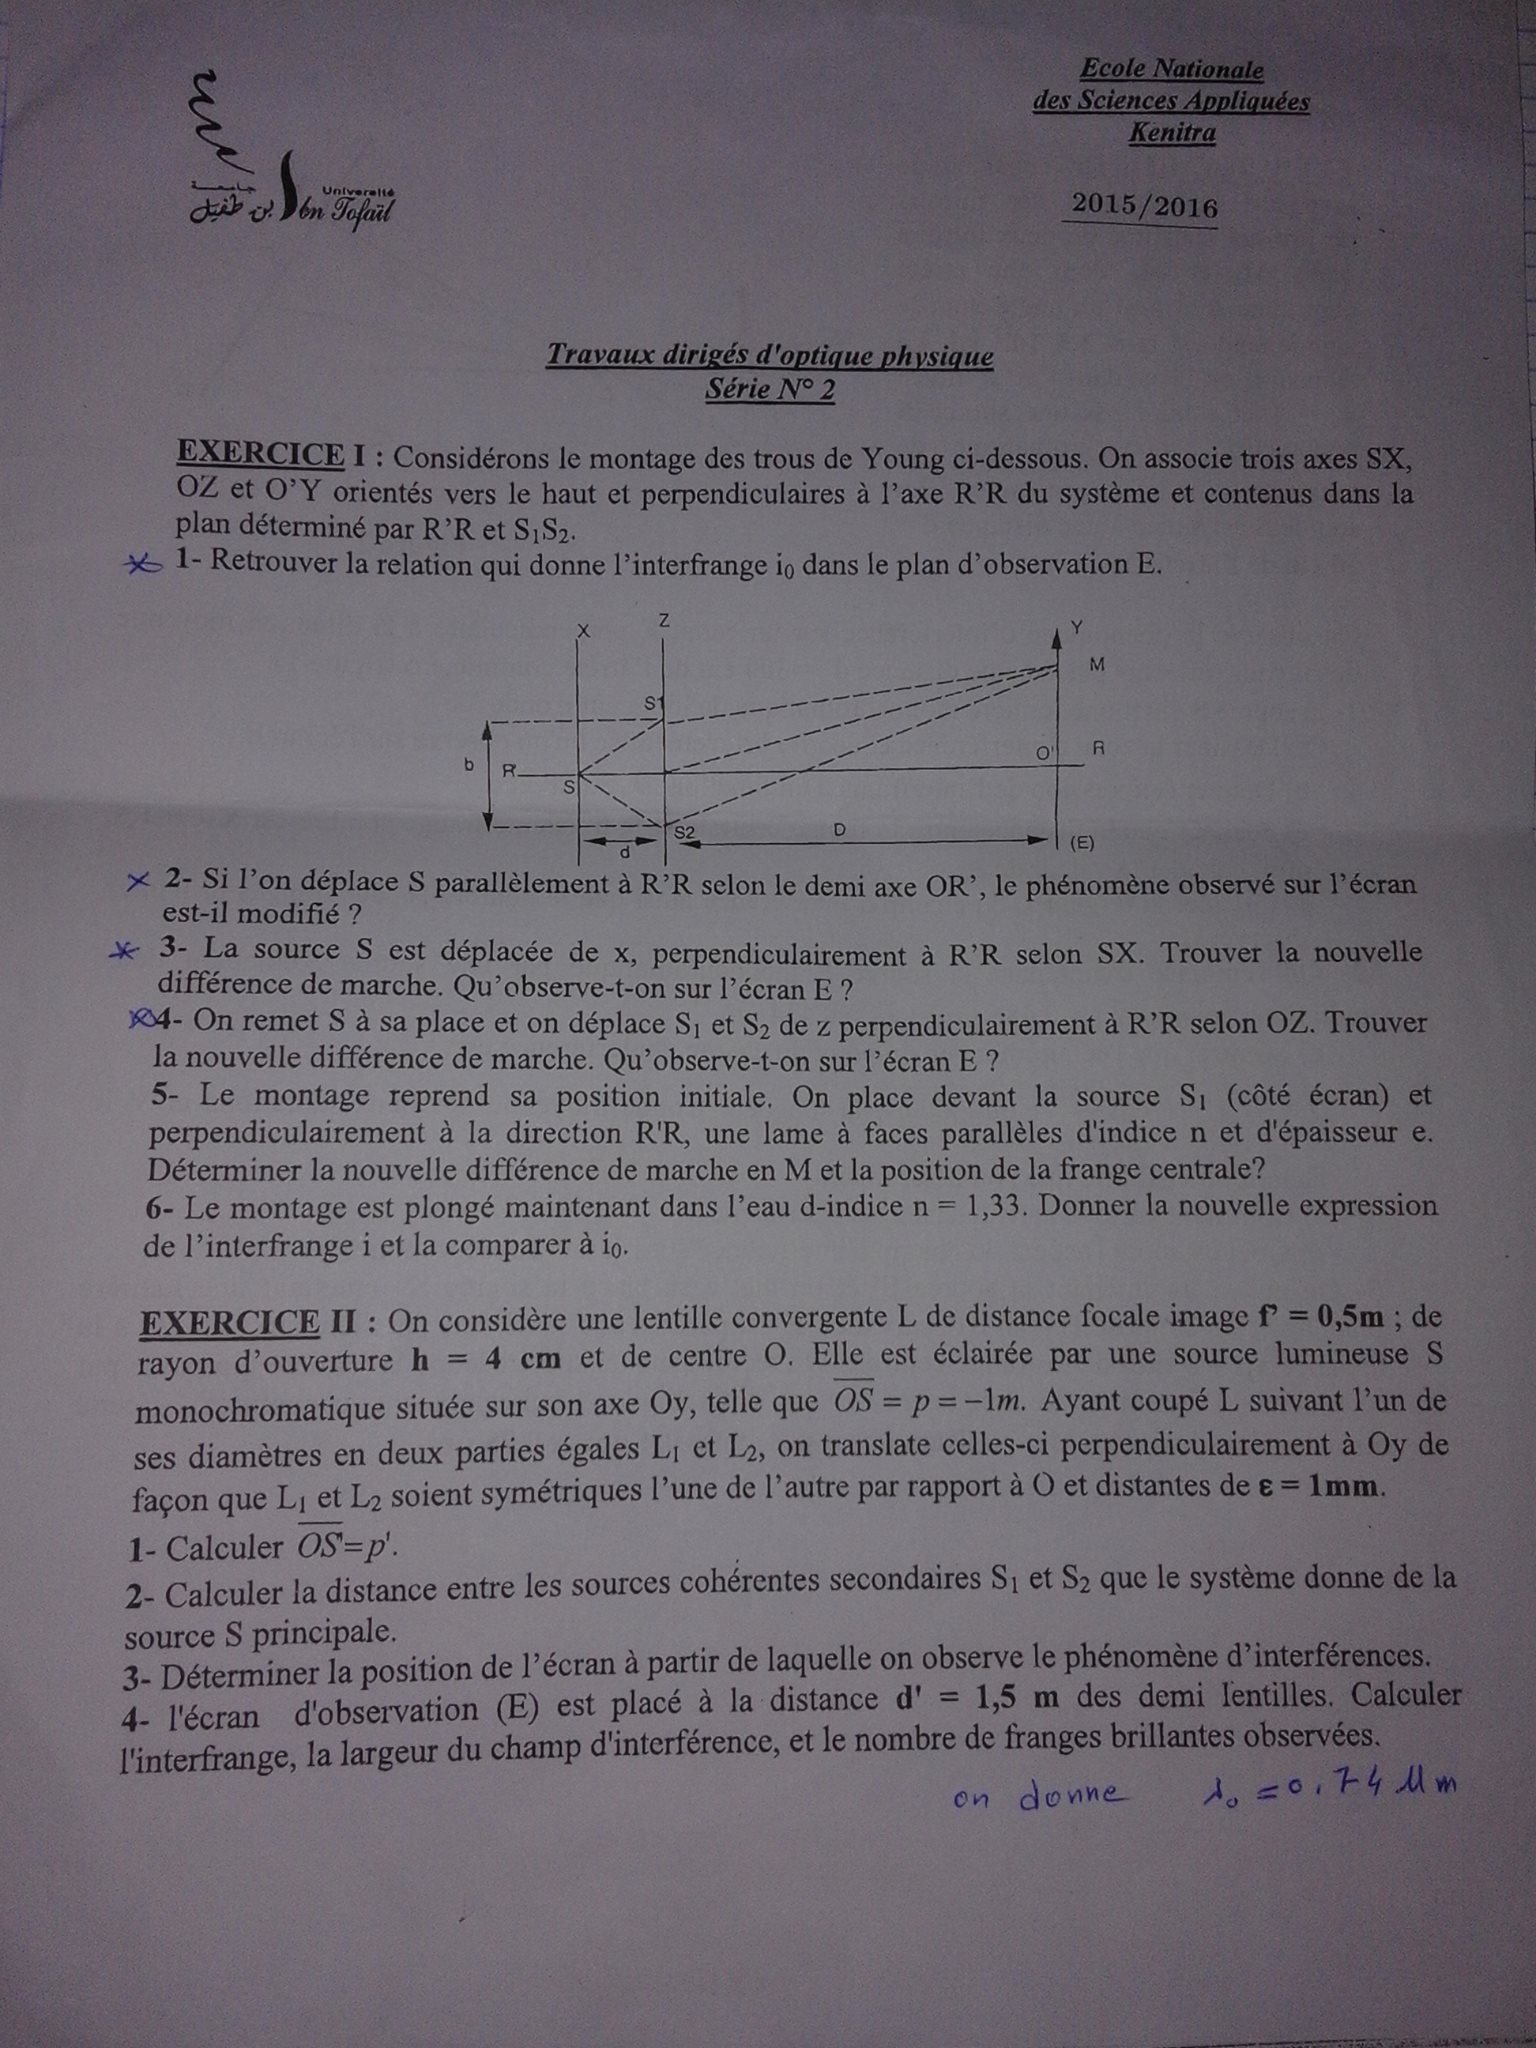 Ecole Nationale
des Sciences Appliquées
Kenitra
2015/2016
جامعة
ابن طفيل
Université
Ibn Tofaïl
Travaux dirigés d'optique physique
Série N° 2
EXERCICE I : Considérons le montage des trous de Young ci-dessous. On associe trois axes SX,
OZ et O'Y orientés vers le haut et perpendiculaires à l'axe R'R du système et contenus dans la
plan déterminé par R'R et S₁S₂.
1- Retrouver la relation qui donne l'interfrange i₀ dans le plan d'observation E.
X
Z
Y
M
S1
O'
R
b
R'
S
S2
D
d
(E)
2- Si l'on déplace S parallèlement à R'R selon le demi axe OR', le phénomène observé sur l'écran
est-il modifié ?
3- La source S est déplacée de x, perpendiculairement à R'R selon SX. Trouver la nouvelle
différence de marche. Qu'observe-t-on sur l'écran E ?
4- On remet S à sa place et on déplace S₁ et S₂ de z perpendiculairement à R'R selon OZ. Trouver
la nouvelle différence de marche. Qu'observe-t-on sur l'écran E ?
5- Le montage reprend sa position initiale. On place devant la source S₁ (côté écran) et
perpendiculairement à la direction R'R, une lame à faces parallèles d'indice n et d'épaisseur e.
Déterminer la nouvelle différence de marche en M et la position de la frange centrale?
6- Le montage est plongé maintenant dans l'eau d-indice n = 1,33. Donner la nouvelle expression
de l'interfrange i et la comparer à i₀.
EXERCICE II : On considère une lentille convergente L de distance focale image f' = 0,5m ; de
rayon d'ouverture h = 4 cm et de centre O. Elle est éclairée par une source lumineuse S
monochromatique située sur son axe Oy, telle que OS = p = −1m. Ayant coupé L suivant l'un de
ses diamètres en deux parties égales L₁ et L₂, on translate celles-ci perpendiculairement à Oy de
façon que L₁ et L₂ soient symétriques l'une de l'autre par rapport à O et distantes de ε = 1mm.
1- Calculer OS'=p'.
2- Calculer la distance entre les sources cohérentes secondaires S₁ et S₂ que le système donne de la
source S principale.
3- Déterminer la position de l'écran à partir de laquelle on observe le phénomène d'interférences.
4- l'écran d'observation (E) est placé à la distance d' = 1,5 m des demi lentilles. Calculer
l'interfrange, la largeur du champ d'interférence, et le nombre de franges brillantes observées.
on donne λ₀ = 0.74 Mm